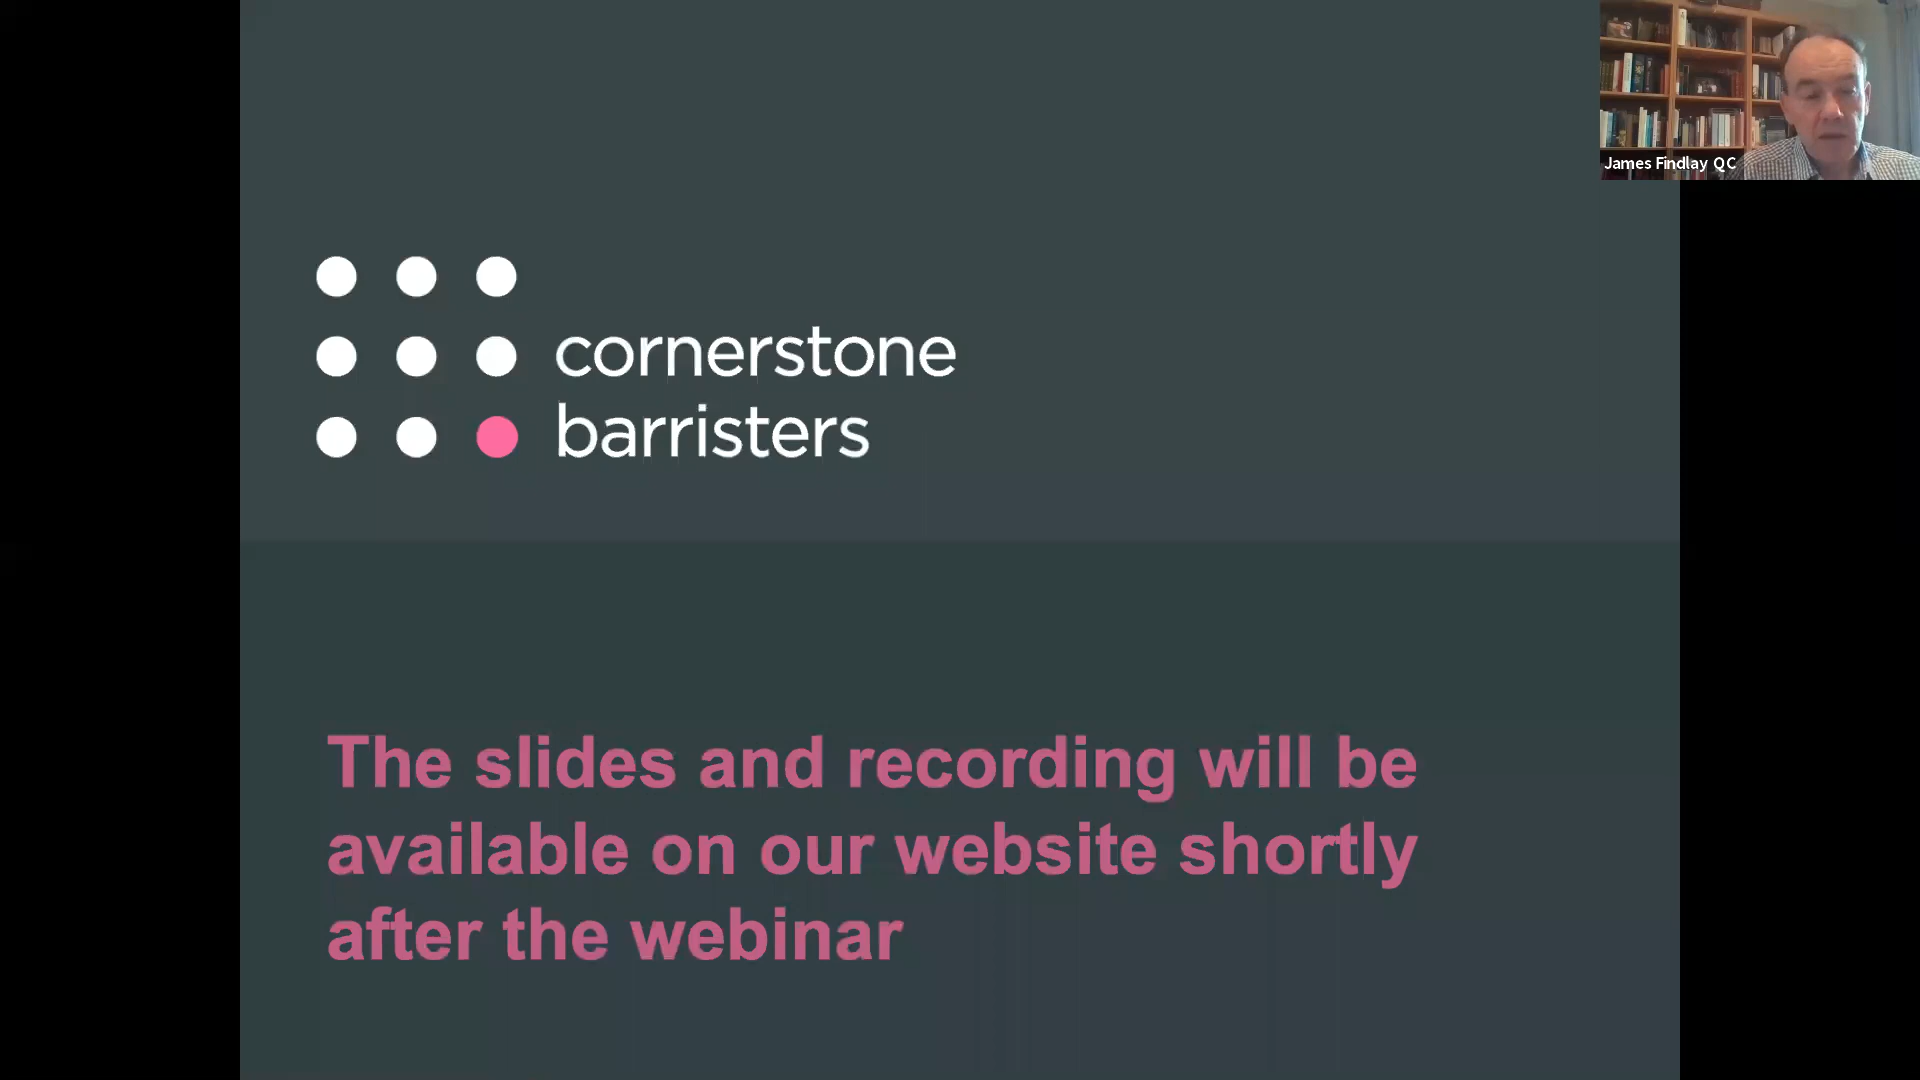 James Findlay QC
cornerstone
barristers
The slides and recording will be
available on our website shortly
after the webinar